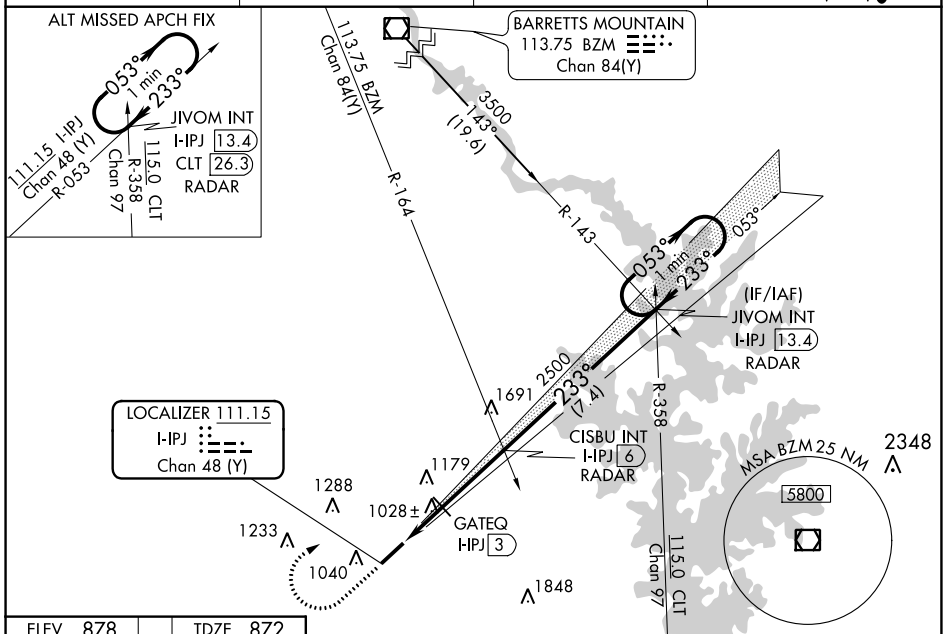 ALT MISSED APCH FIX
053°
1 min
233°
JIVOM INT
I-IPJ 13.4
CLT 26.3
RADAR
111.15 I-IPJ
Chan 48 (Y)
R-053
R-358
115.0 CLT
Chan 97
113.75 BZM
Chan 84(Y)
R-164
BARRETTS MOUNTAIN
113.75 BZM
Chan 84(Y)
3500
143°
(19.6)
R-143
053°
1 min
233°
053°
(IF/IAF)
JIVOM INT
I-IPJ 13.4
RADAR
2500
233°
(7.4)
R-358
115.0 CLT
Chan 97
1691
CISBU INT
I-IPJ 6
RADAR
LOCALIZER 111.15
I-IPJ
Chan 48 (Y)
1179
1288
1028±
GATEQ
I-IPJ 3
1233
1040
1848
MSA BZM 25 NM
5800
2348
ELEV 878
TDZE 872